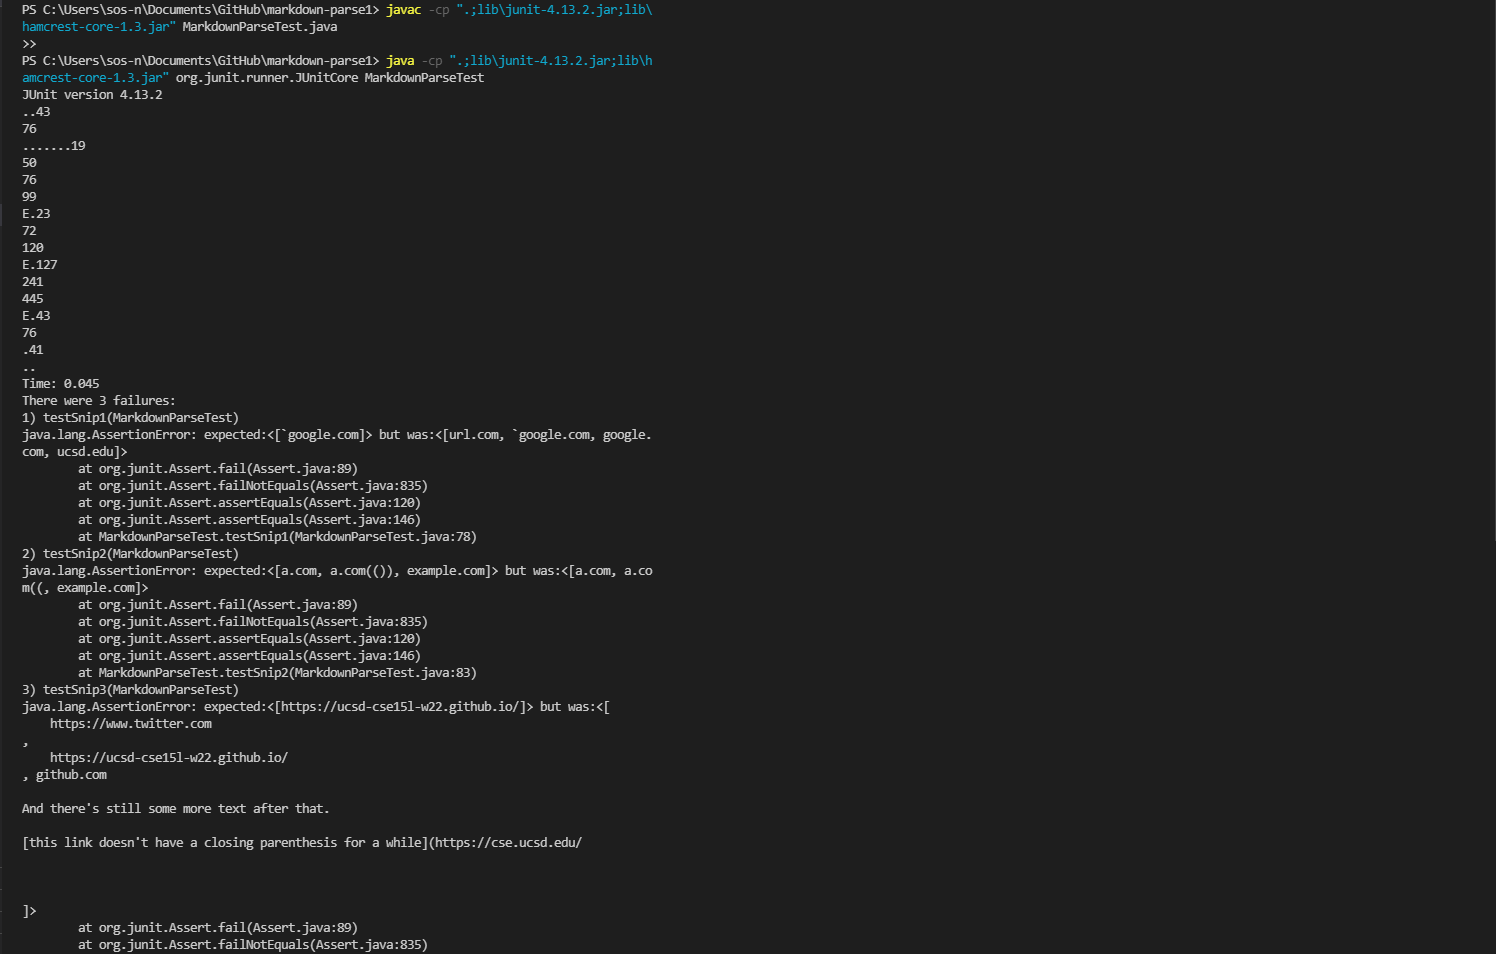 PS C:\Users\sos-n\Documents\GitHub\markdown-parse1> javac -cp ".;lib\junit-4.13.2.jar;lib\
hamcrest-core-1.3.jar" MarkdownParseTest.java
>>
PS C:\Users\sos-n\Documents\GitHub\markdown-parse1> java -cp ".;lib\junit-4.13.2.jar;lib\h
amcrest-core-1.3.jar" org.junit.runner.JUnitCore MarkdownParseTest
JUnit version 4.13.2
..43
76
.......19
50
76
99
E.23
72
120
E.127
241
445
E.43
76
.41
..
Time: 0.045
There were 3 failures:
1) testSnip1(MarkdownParseTest)
java.lang.AssertionError: expected:<[`google.com]> but was:<[url.com, `google.com, google.
com, ucsd.edu]>
        at org.junit.Assert.fail(Assert.java:89)
        at org.junit.Assert.failNotEquals(Assert.java:835)
        at org.junit.Assert.assertEquals(Assert.java:120)
        at org.junit.Assert.assertEquals(Assert.java:146)
        at MarkdownParseTest.testSnip1(MarkdownParseTest.java:78)
2) testSnip2(MarkdownParseTest)
java.lang.AssertionError: expected:<[a.com, a.com(()), example.com]> but was:<[a.com, a.co
m((, example.com]>
        at org.junit.Assert.fail(Assert.java:89)
        at org.junit.Assert.failNotEquals(Assert.java:835)
        at org.junit.Assert.assertEquals(Assert.java:120)
        at org.junit.Assert.assertEquals(Assert.java:146)
        at MarkdownParseTest.testSnip2(MarkdownParseTest.java:83)
3) testSnip3(MarkdownParseTest)
java.lang.AssertionError: expected:<[https://ucsd-cse15l-w22.github.io/]> but was:<[
    https://www.twitter.com
,
    https://ucsd-cse15l-w22.github.io/
, github.com

And there's still some more text after that.

[this link doesn't have a closing parenthesis for a while](https://cse.ucsd.edu/



]>
        at org.junit.Assert.fail(Assert.java:89)
        at org.junit.Assert.failNotEquals(Assert.java:835)